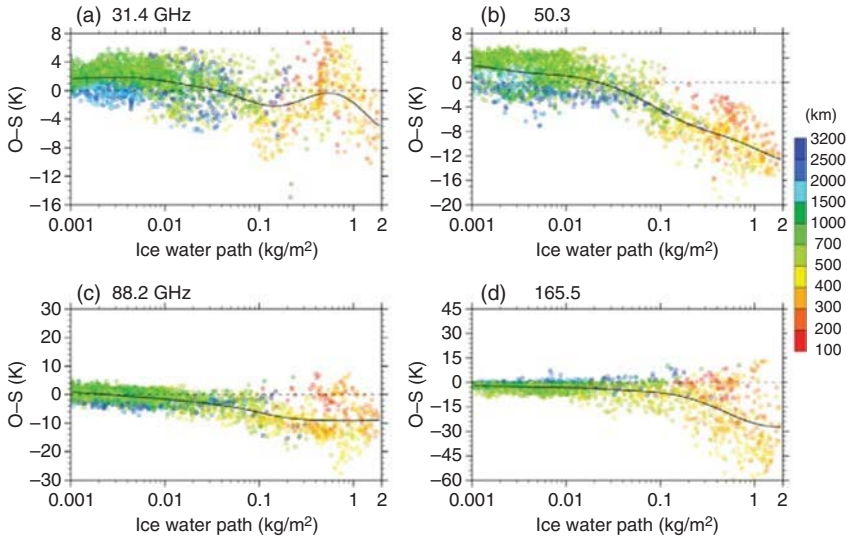 (a) 31.4 GHz
O–S (K)
8
4
0
−4
−8
−12
−16
0.001 0.01 0.1 1 2
Ice water path (kg/m²)
(b) 50.3
O–S (K)
8
4
0
−4
−8
−12
−16
−20
0.001 0.01 0.1 1 2
Ice water path (kg/m²)
(c) 88.2 GHz
O–S (K)
30
20
10
0
−10
−20
−30
0.001 0.01 0.1 1 2
Ice water path (kg/m²)
(d) 165.5
O–S (K)
45
30
15
0
−15
−30
−45
−60
0.001 0.01 0.1 1 2
Ice water path (kg/m²)
(km)
3200
2500
2000
1500
1000
700
500
400
300
200
100